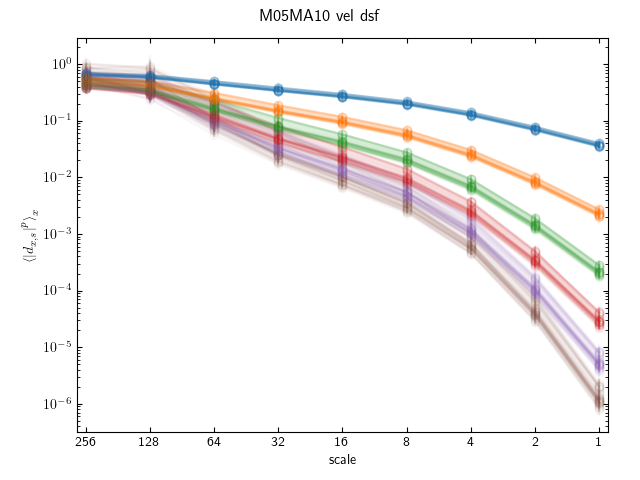 M05MA10 vel dsf
⟨|d_{x,s}|^p⟩_x
10^0
10^{-1}
10^{-2}
10^{-3}
10^{-4}
10^{-5}
10^{-6}
256 128 64 32 16 8 4 2 1
scale